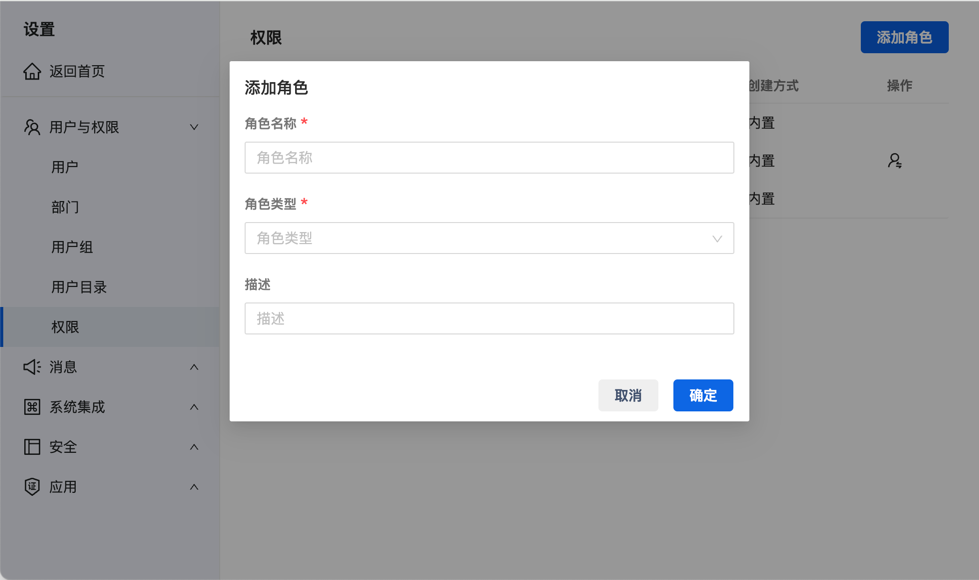 设置
返回首页
用户与权限
用户
部门
用户组
用户目录
权限
消息
系统集成
安全
证
应用
权限
添加角色
创建方式
操作
内置
内置
内置
添加角色
角色名称 *
角色名称
角色类型 *
角色类型
描述
描述
取消
确定